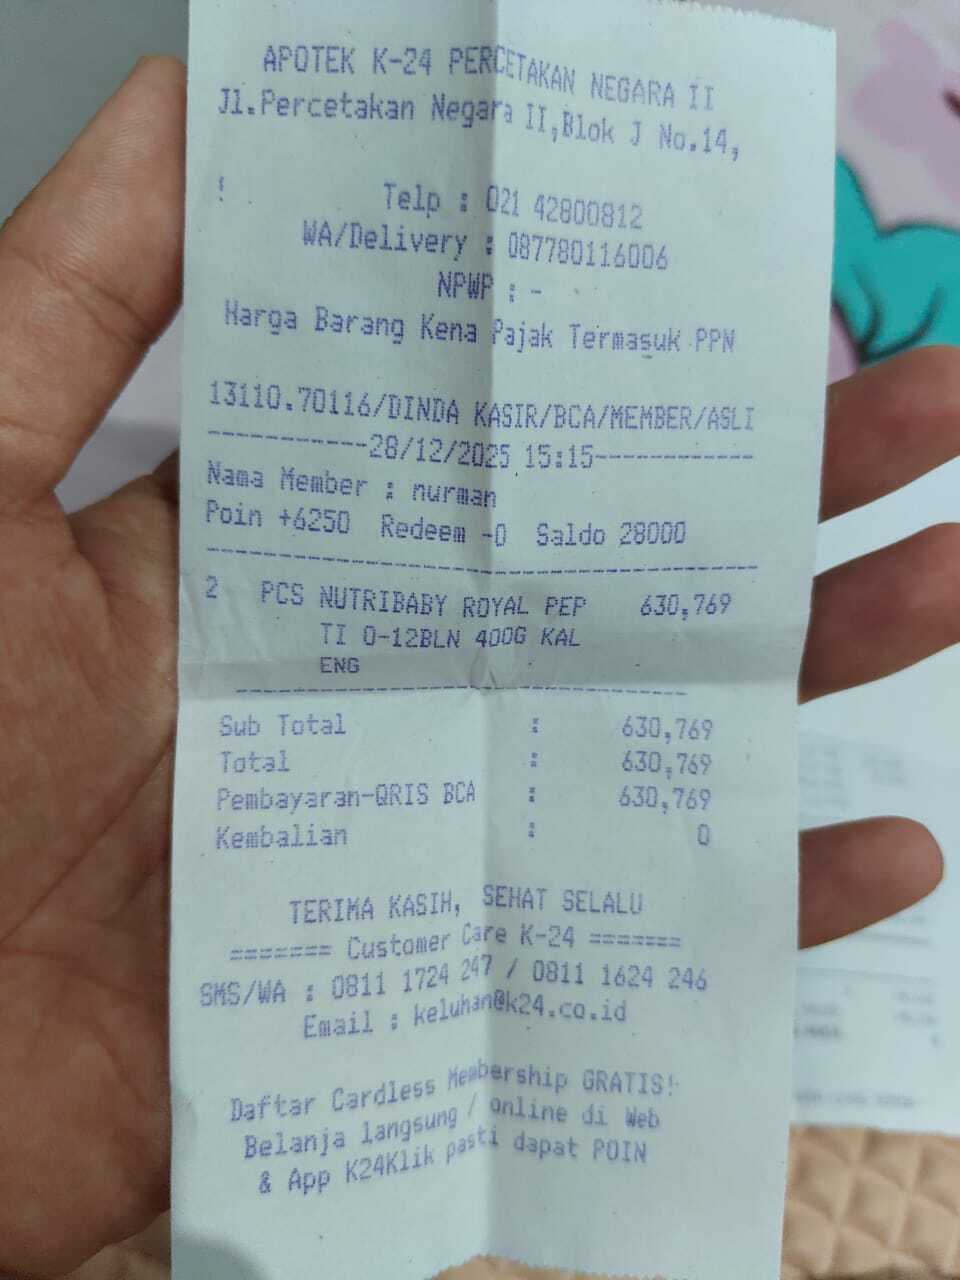 APOTEK K-24 PERCETAKAN NEGARA II
Jl.Percetakan Negara II,Blok J No.14,
:
Telp : 021 42800812
WA/Delivery : 087780116006
NPWP : -
Harga Barang Kena Pajak Termasuk PPN
13110.70116/DINDA KASIR/BCA/MEMBER/ASLI
-----------28/12/2025 15:15------------
Nama Member : nurman
Poin +6250 Redeem -0 Saldo 28000
---------------------------------------
2 PCS NUTRIBABY ROYAL PEP 630,769
TI 0-12BLN 400G KAL
ENG
---------------------------------------
Sub Total : 630,769
Total : 630,769
Pembayaran-QRIS BCA : 630,769
Kembalian : 0
TERIMA KASIH, SEHAT SELALU
======= Customer Care K-24 =======
SMS/WA : 0811 1724 247 / 0811 1624 246
Email : keluhan@k24.co.id
Daftar Cardless Membership GRATIS!
Belanja langsung / online di Web
& App K24Klik pasti dapat POIN